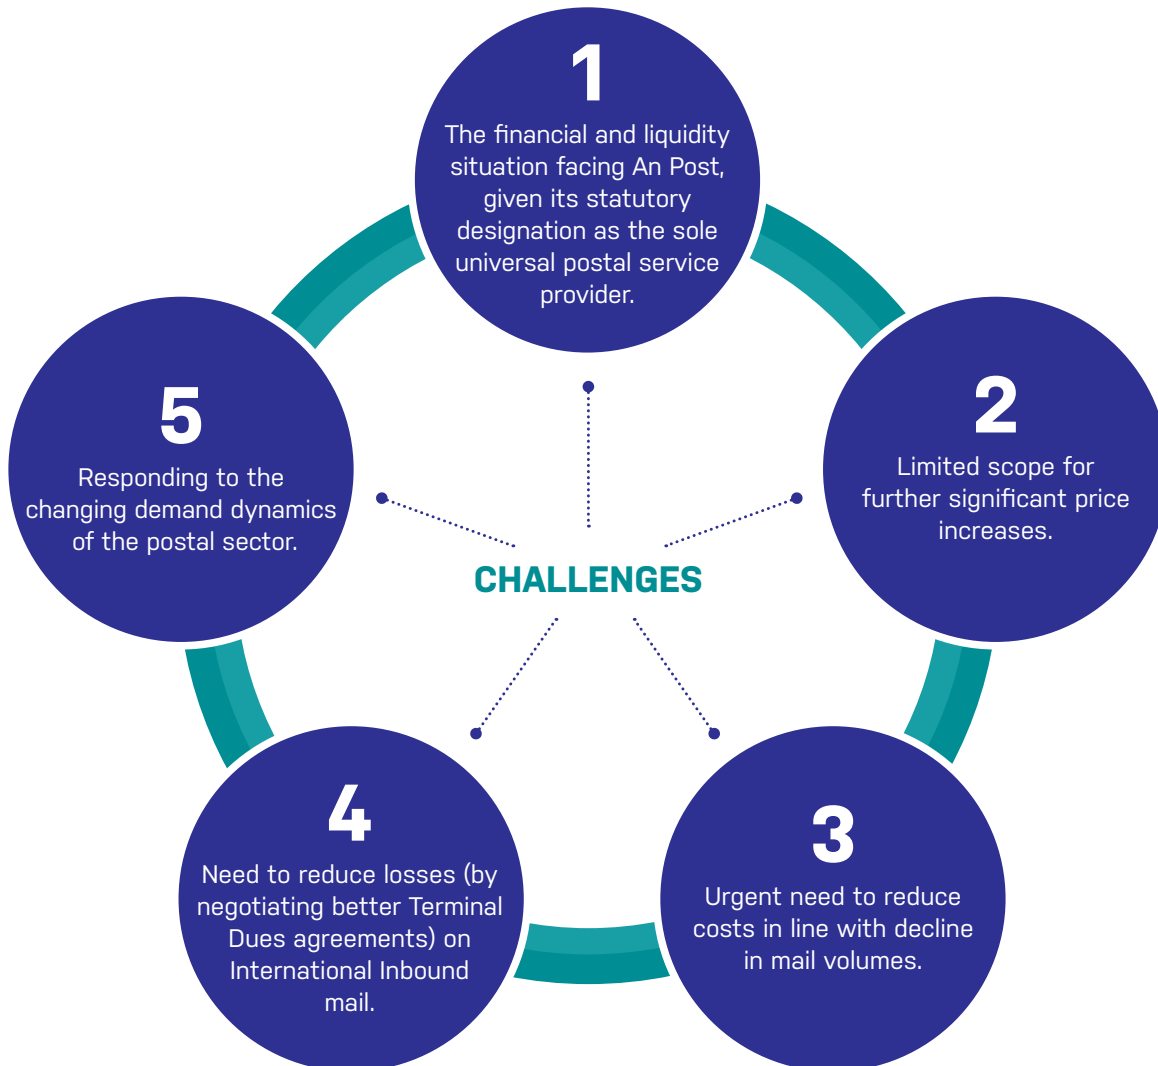 1
The financial and liquidity
situation facing An Post,
given its statutory
designation as the sole
universal postal service
provider.
2
Limited scope for
further significant price
increases.
3
Urgent need to reduce
costs in line with decline
in mail volumes.
4
Need to reduce losses (by
negotiating better Terminal
Dues agreements) on
International Inbound
mail.
5
Responding to the
changing demand dynamics
of the postal sector.
CHALLENGES